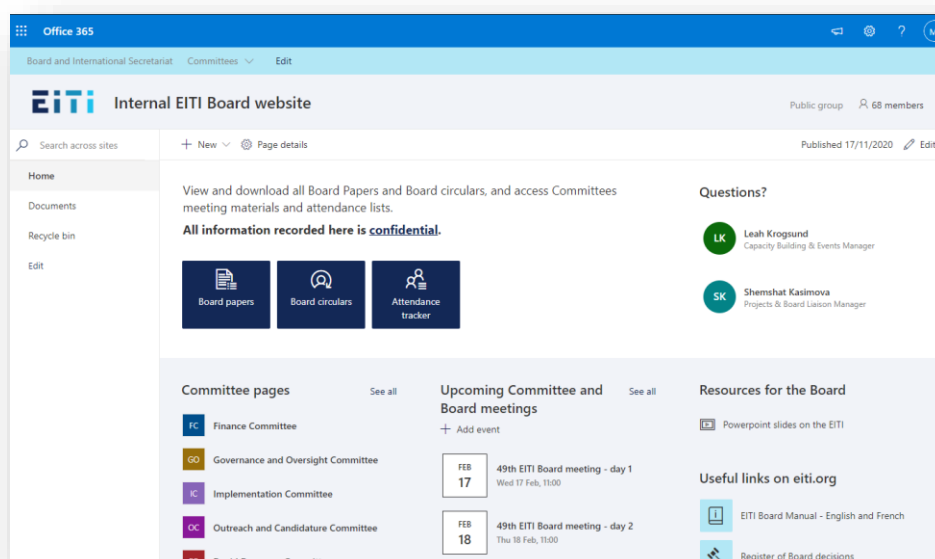 Office 365
?
M
Board and International Secretariat Committees Edit
EITI Internal EITI Board website
Public group 68 members
Search across sites
+ New Page details
Published 17/11/2020 Edit
Home
Documents
Recycle bin
Edit
View and download all Board Papers and Board circulars, and access Committees
meeting materials and attendance lists.
All information recorded here is confidential.
Board papers
Board circulars
Attendance
tracker
Questions?
LK
Leah Krogsund
Capacity Building & Events Manager
SK
Shemshat Kasimova
Projects & Board Liaison Manager
Committee pages See all
FC Finance Committee
GO Governance and Oversight Committee
IC Implementation Committee
OC Outreach and Candidature Committee
Upcoming Committee and See all
Board meetings
+ Add event
FEB
17
49th EITI Board meeting - day 1
Wed 17 Feb, 11:00
FEB
18
49th EITI Board meeting - day 2
Thu 18 Feb, 11:00
Resources for the Board
Powerpoint slides on the EITI
Useful links on eiti.org
EITI Board Manual - English and French
Register of Board decisions